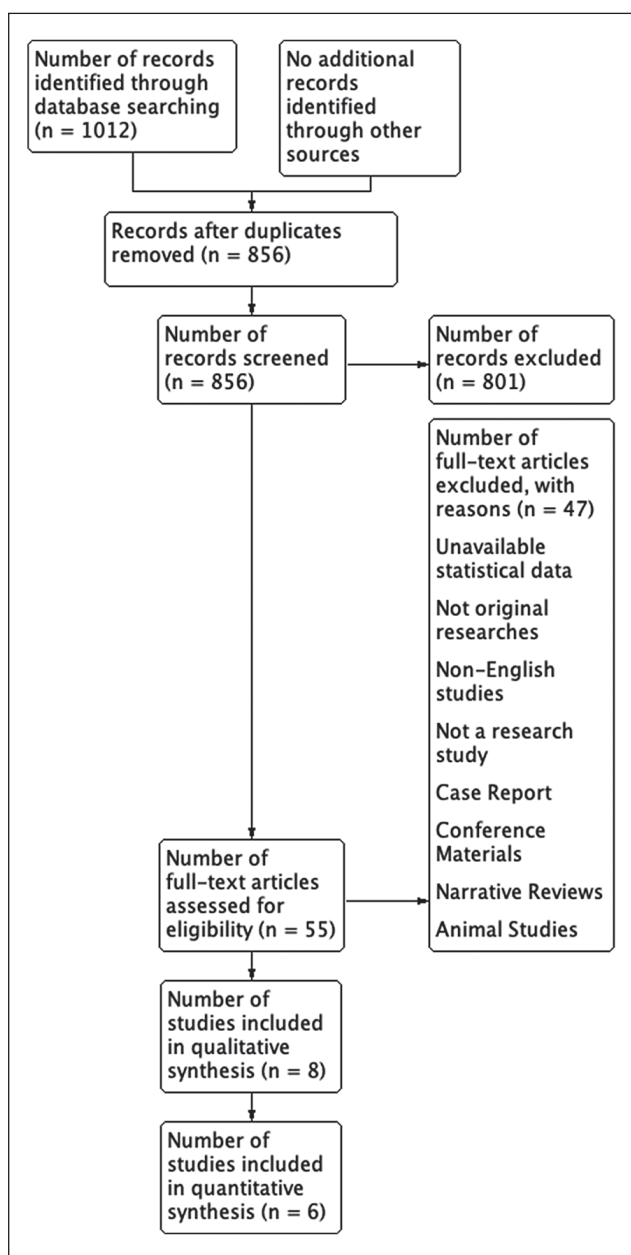 Number of records
identified through
database searching
(n = 1012)
No additional
records
identified
through other
sources
Records after duplicates
removed (n = 856)
Number of
records screened
(n = 856)
Number of
records excluded
(n = 801)
Number of
full-text articles
excluded, with
reasons (n = 47)
Unavailable
statistical data
Not original
researches
Non-English
studies
Not a research
study
Case Report
Conference
Materials
Narrative Reviews
Animal Studies
Number of
full-text articles
assessed for
eligibility (n = 55)
Number of
studies included
in qualitative
synthesis (n = 8)
Number of
studies included
in quantitative
synthesis (n = 6)